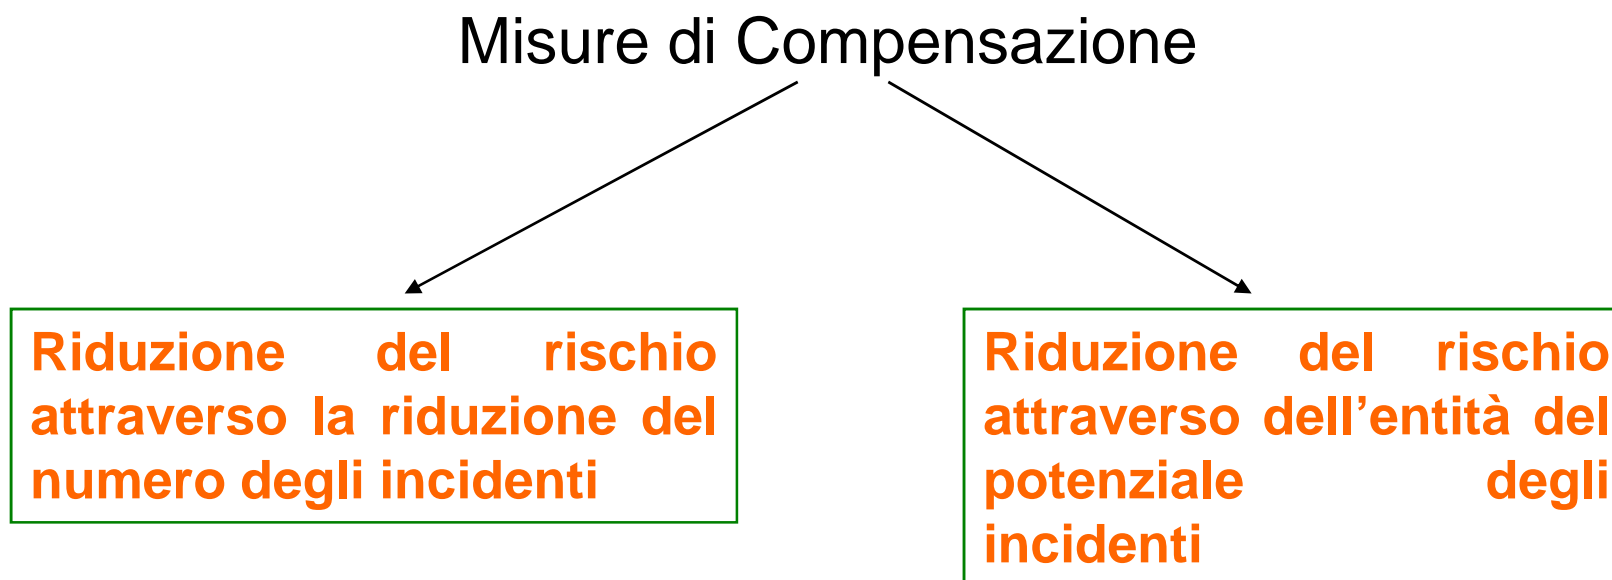 Misure di Compensazione
Riduzione del rischio
attraverso la riduzione del
numero degli incidenti
Riduzione del rischio
attraverso dell’entità del
potenziale degli
incidenti